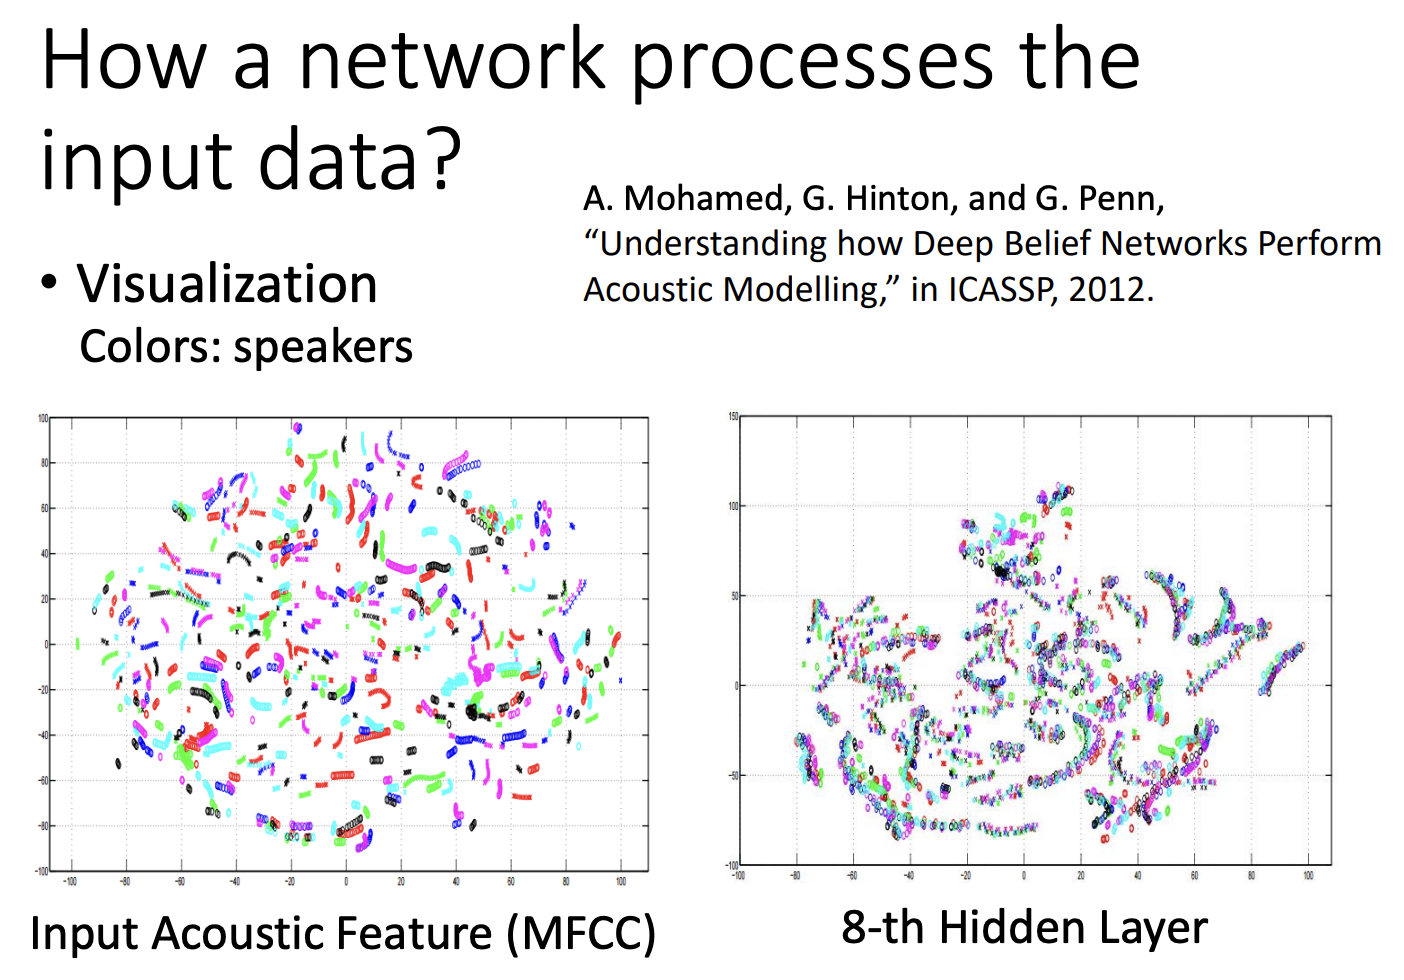 How a network processes the
input data?
A. Mohamed, G. Hinton, and G. Penn,
“Understanding how Deep Belief Networks Perform
Acoustic Modelling,” in ICASSP, 2012.
• Visualization
Colors: speakers
100
80
60
40
20
0
-20
-40
-60
-80
-100
-100 -80 -60 -40 -20 0 20 40 60 80 100
150
100
50
0
-50
-100
-100 -80 -60 -40 -20 0 20 40 60 80 100
Input Acoustic Feature (MFCC)
8-th Hidden Layer